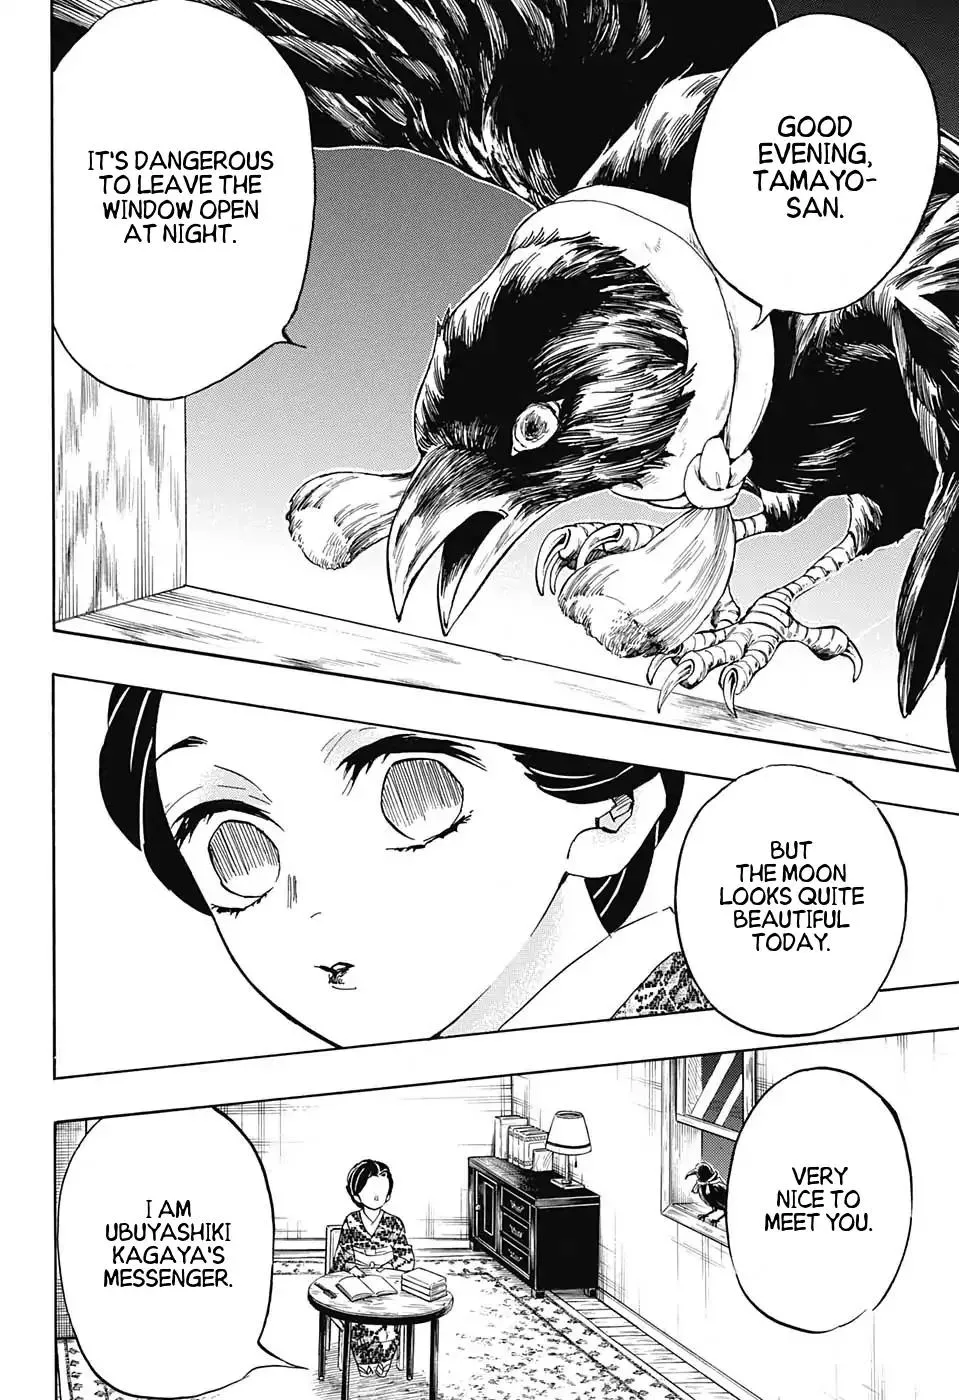 GOOD
EVENING,
TAMAYO-
SAN.
IT'S DANGEROUS
TO LEAVE THE
WINDOW OPEN
AT NIGHT.
BUT
THE MOON
LOOKS QUITE
BEAUTIFUL
TODAY.
VERY
NICE TO
MEET YOU.
I AM
UBUYASHIKI
KAGAYA'S
MESSENGER.